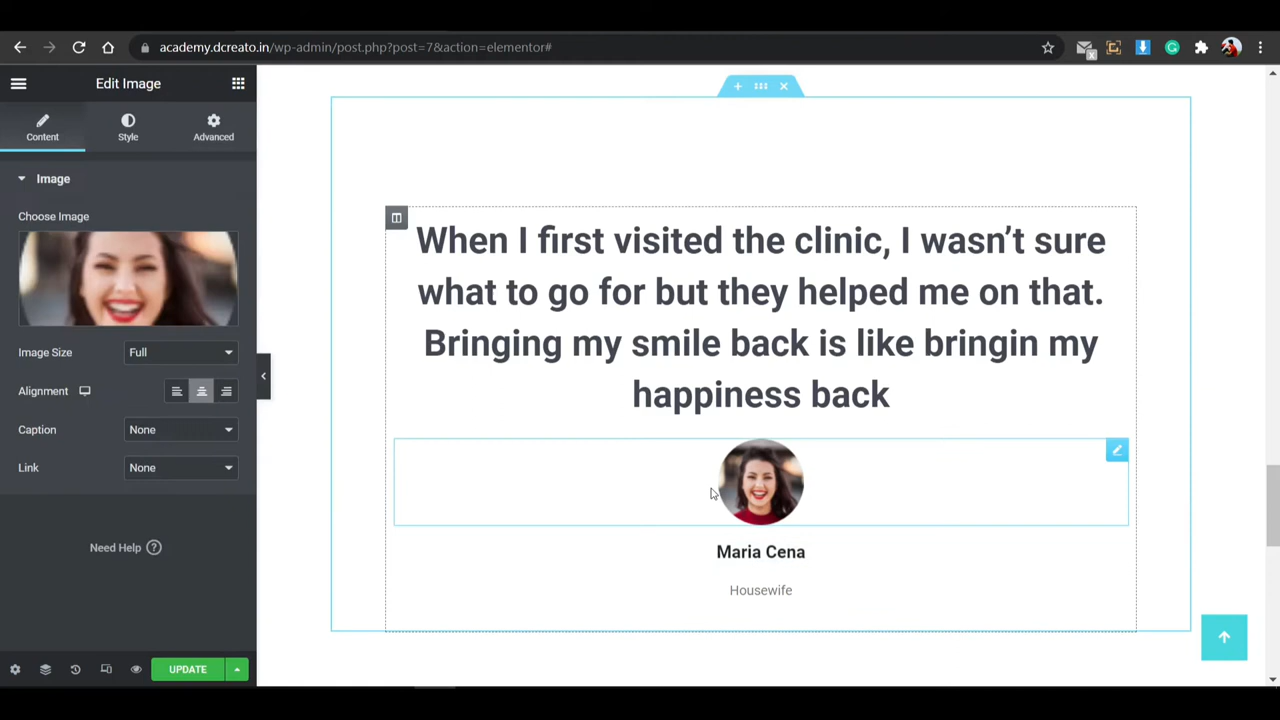 academy.dcreato.in/wp-admin/post.php?post=7&action=elementor#
Edit Image
Content
Style
Advanced
Image
Choose Image
Image Size
Full
Alignment
Caption
None
Link
None
Need Help
UPDATE
When I first visited the clinic, I wasn’t sure
what to go for but they helped me on that.
Bringing my smile back is like bringin my
happiness back
Maria Cena
Housewife